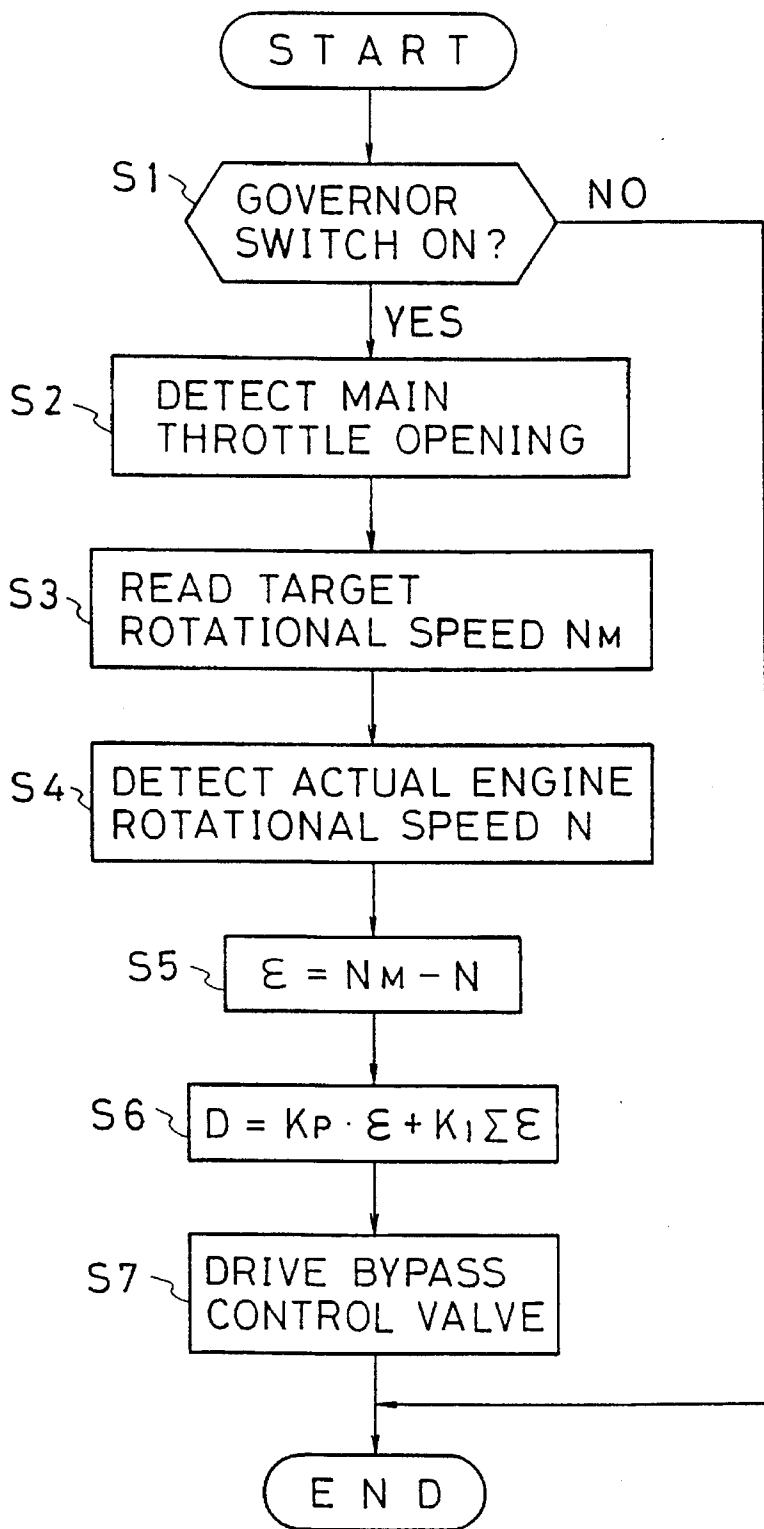 START
S1
GOVERNOR
SWITCH ON?
NO
YES
S2
DETECT MAIN
THROTTLE OPENING
S3
READ TARGET
ROTATIONAL SPEED NM
S4
DETECT ACTUAL ENGINE
ROTATIONAL SPEED N
S5
ε = NM - N
S6
D = KP · ε + KI Σ ε
S7
DRIVE BYPASS
CONTROL VALVE
END